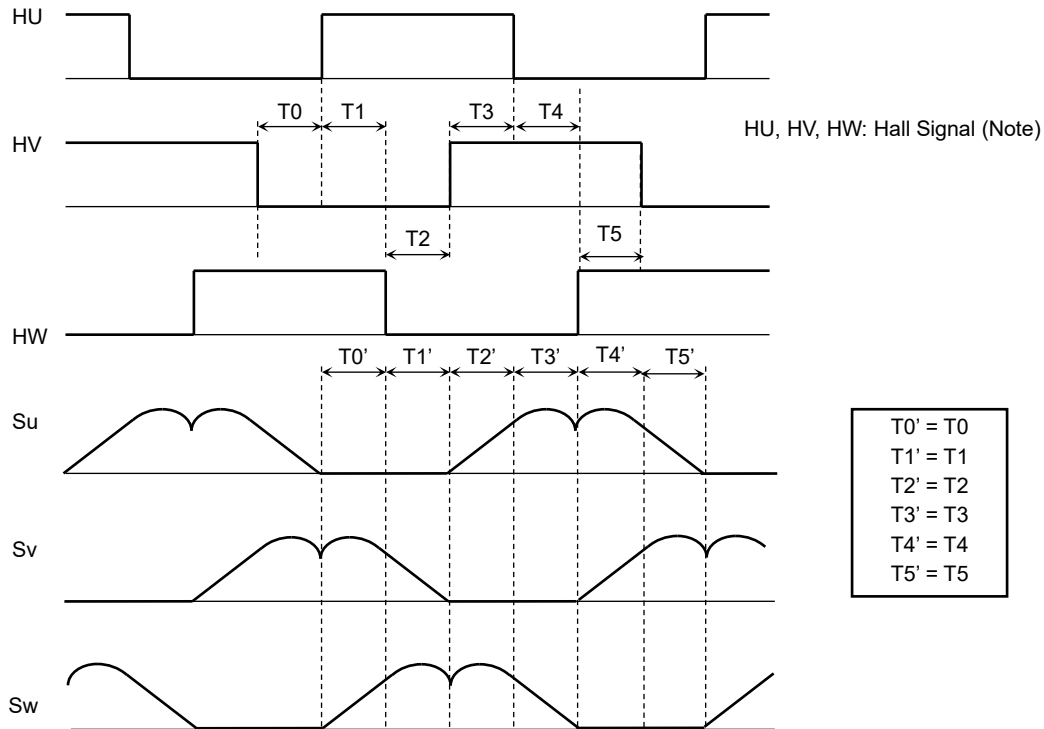 HU
T0 T1 T3 T4
HU, HV, HW: Hall Signal (Note)
HV
T2 T5
HW
T0’ T1’ T2’ T3’ T4’ T5’
Su
T0’ = T0
T1’ = T1
T2’ = T2
T3’ = T3
T4’ = T4
T5’ = T5
Sv
Sw